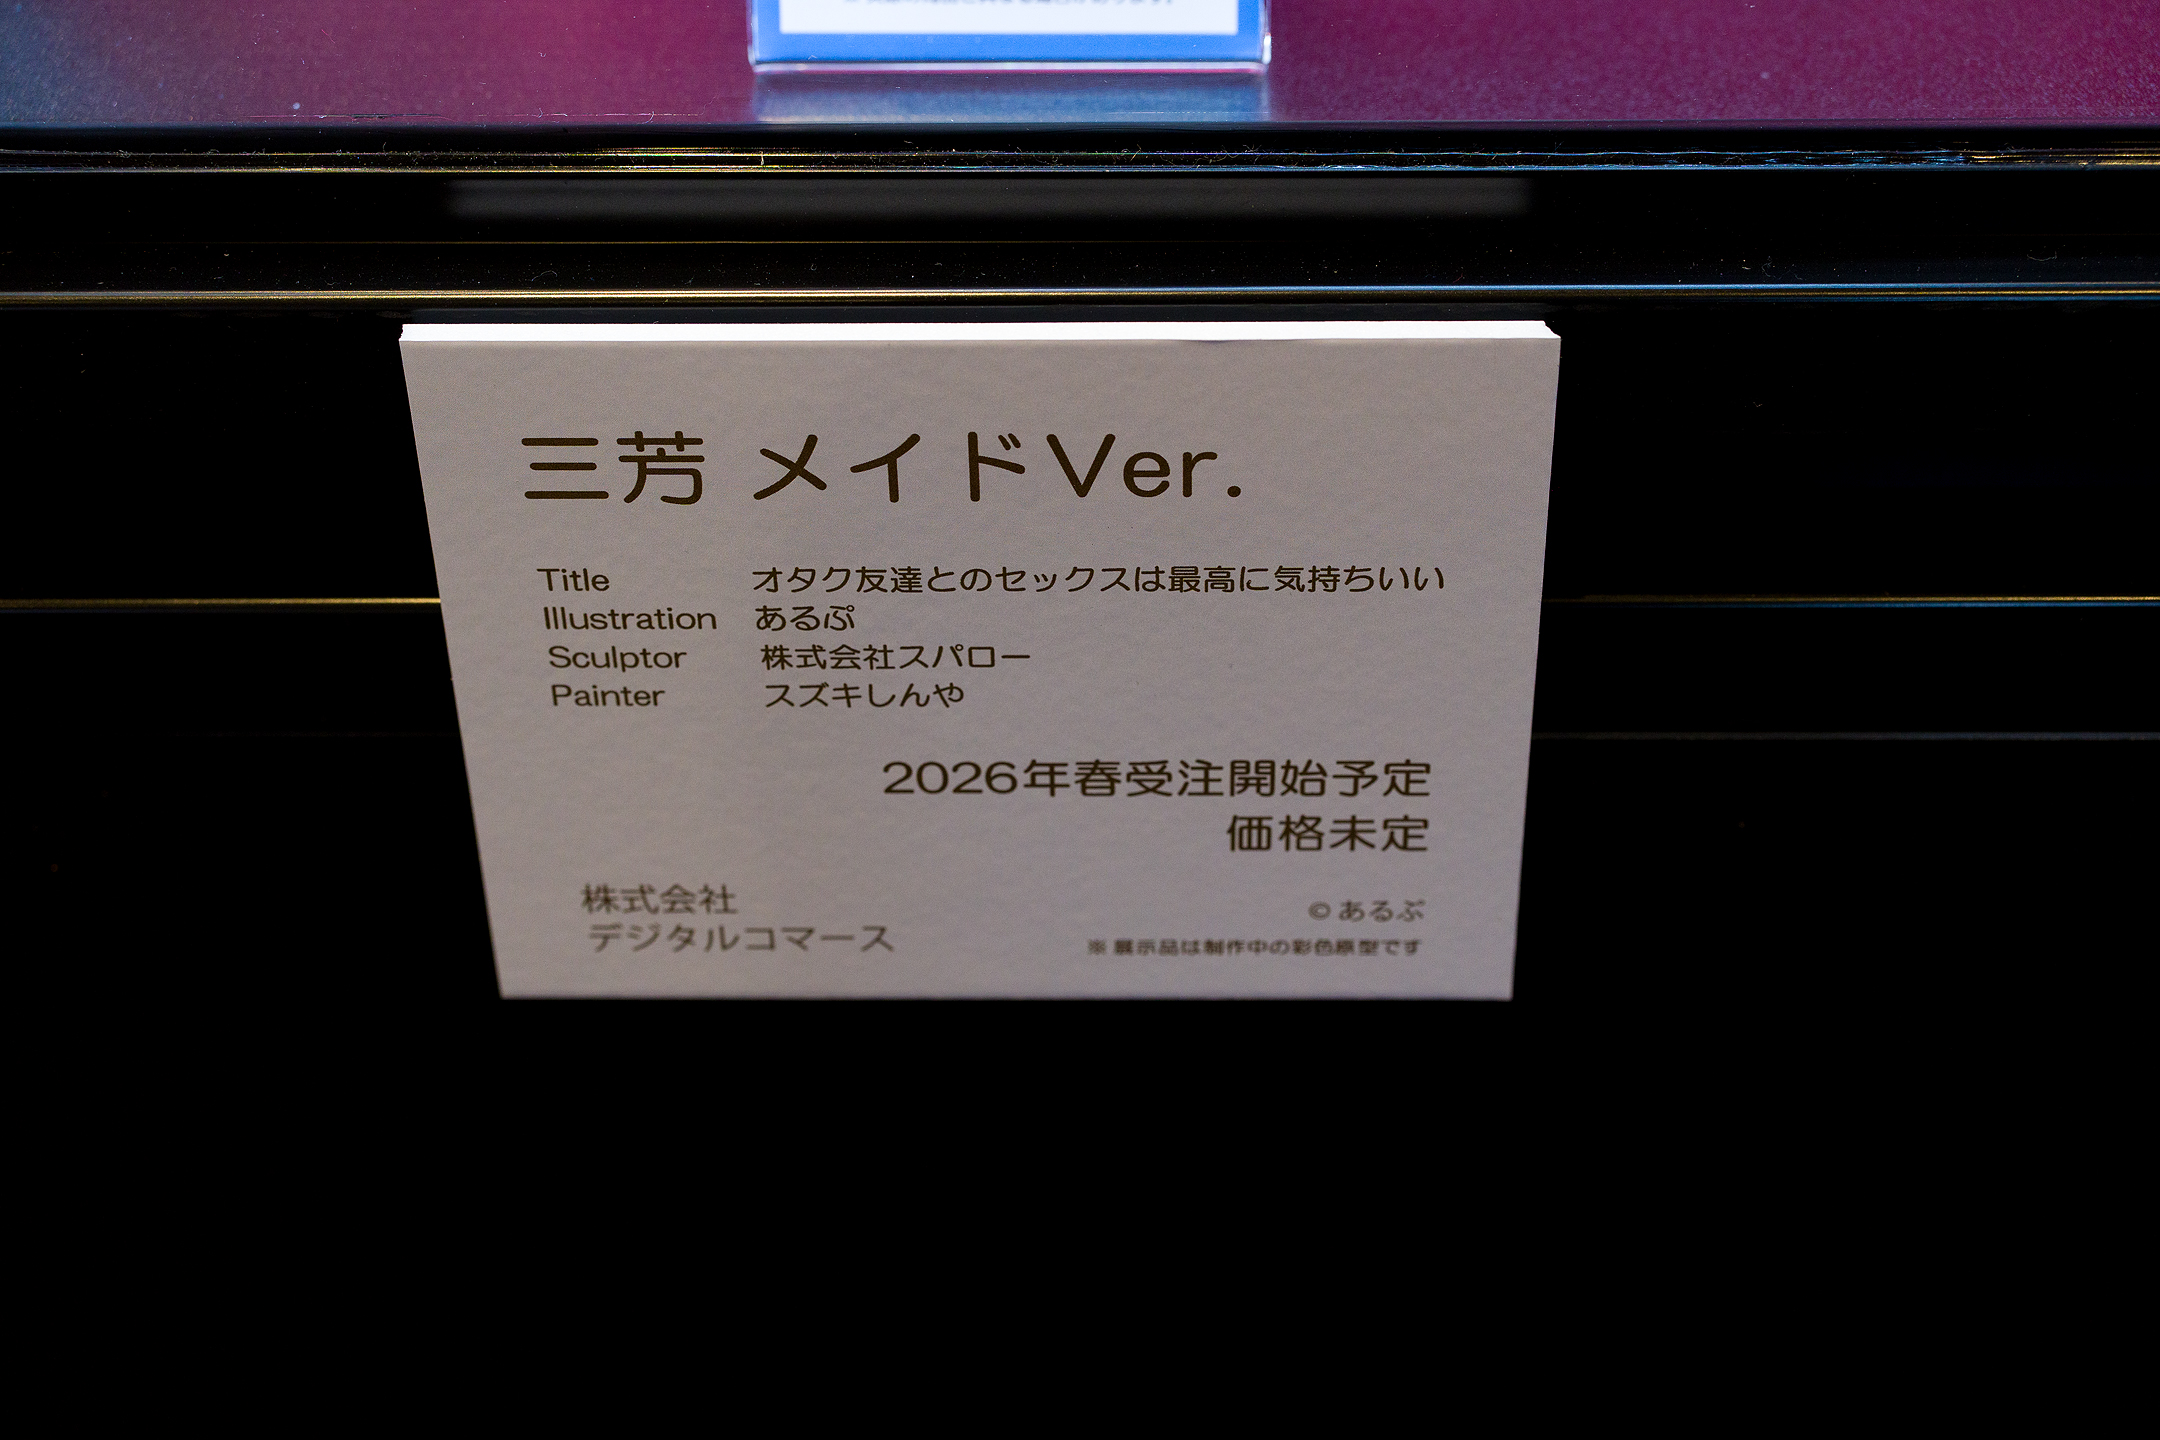 三芳 メイドVer.
Title オタク友達とのセックスは最高に気持ちいい
Illustration あるぷ
Sculptor 株式会社スパロー
Painter スズキしんや
2026年春受注開始予定
価格未定
株式会社
デジタルコマース
© あるぷ
※ 展示品は制作中の彩色原型です